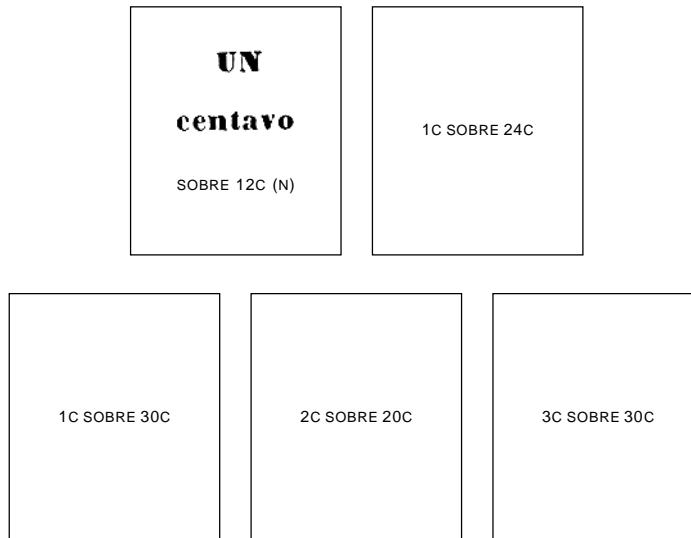 UN
centavo
SOBRE 12C (N)
1C SOBRE 24C
1C SOBRE 30C
2C SOBRE 20C
3C SOBRE 30C